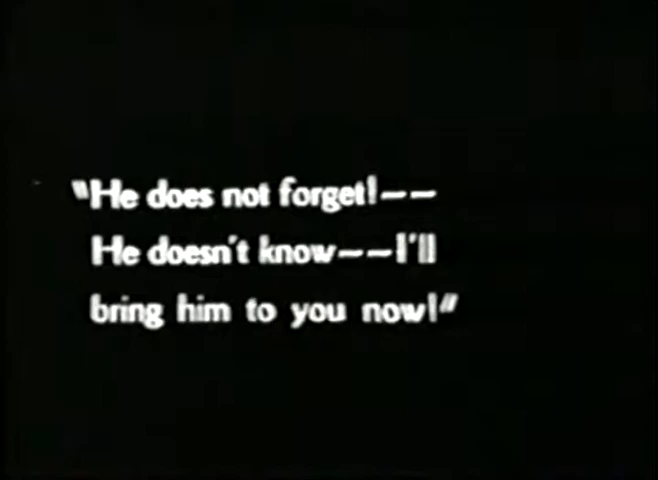 "He does not forget!--
He doesn't know--I'll
bring him to you now!"